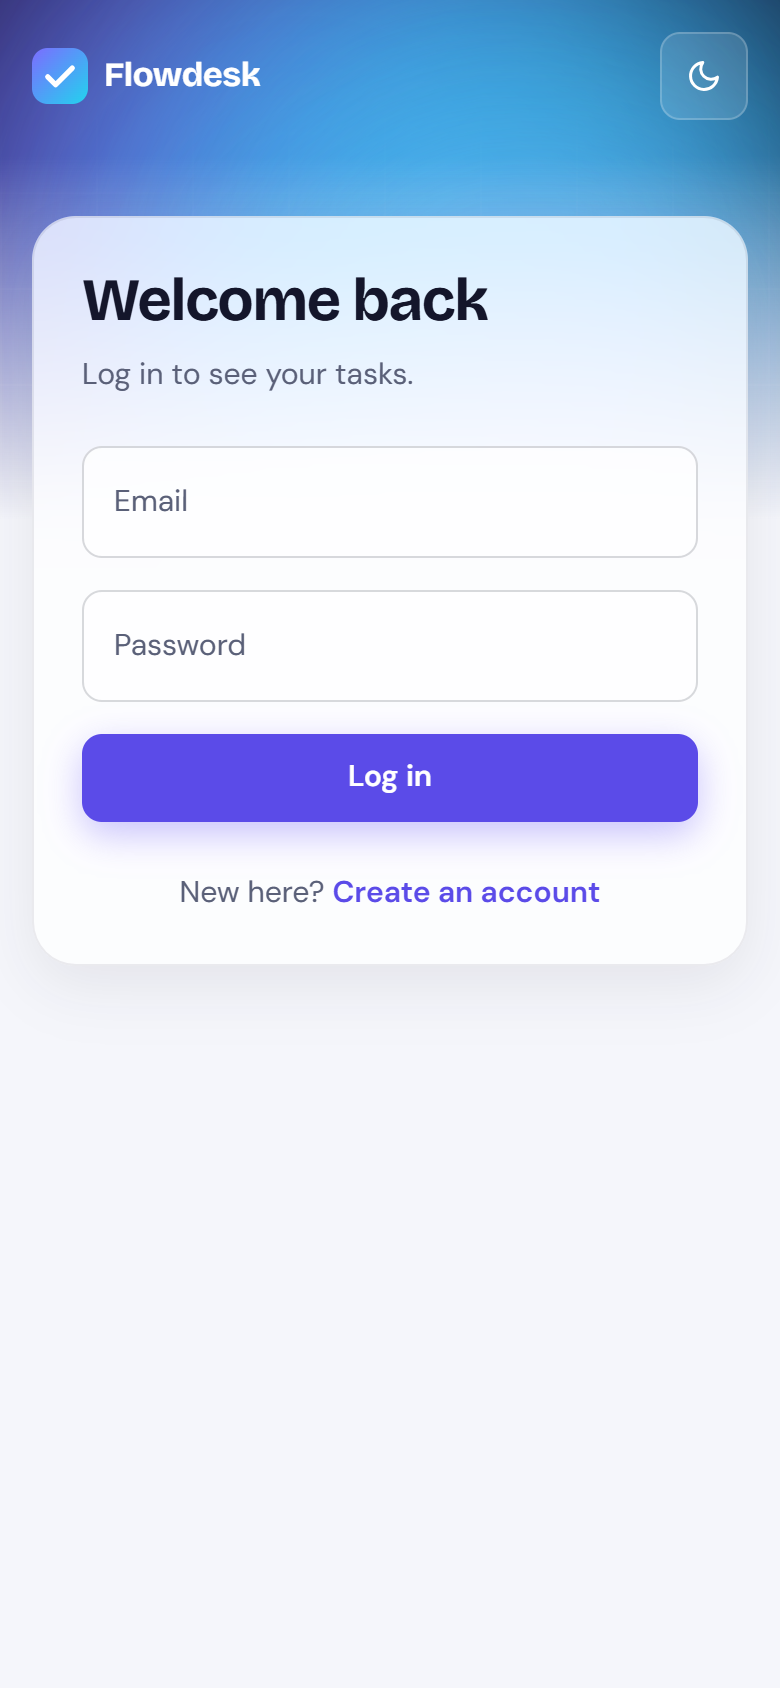 Flowdesk
Welcome back
Log in to see your tasks.
Email
Password
Log in
New here? Create an account